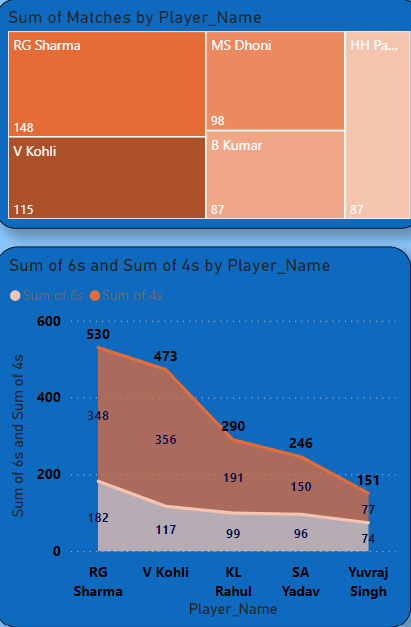 Sum of Matches by Player_Name
RG Sharma
148
V Kohli
115
MS Dhoni
98
B Kumar
87
HH Pa...
87
Sum of 6s and Sum of 4s by Player_Name
Sum of 6s Sum of 4s
Sum of 6s and Sum of 4s
600
400
200
0
530
473
290
246
151
348
356
191
150
77
182
117
99
96
74
RG Sharma
V Kohli
KL Rahul
SA Yadav
Yuvraj Singh
Player_Name